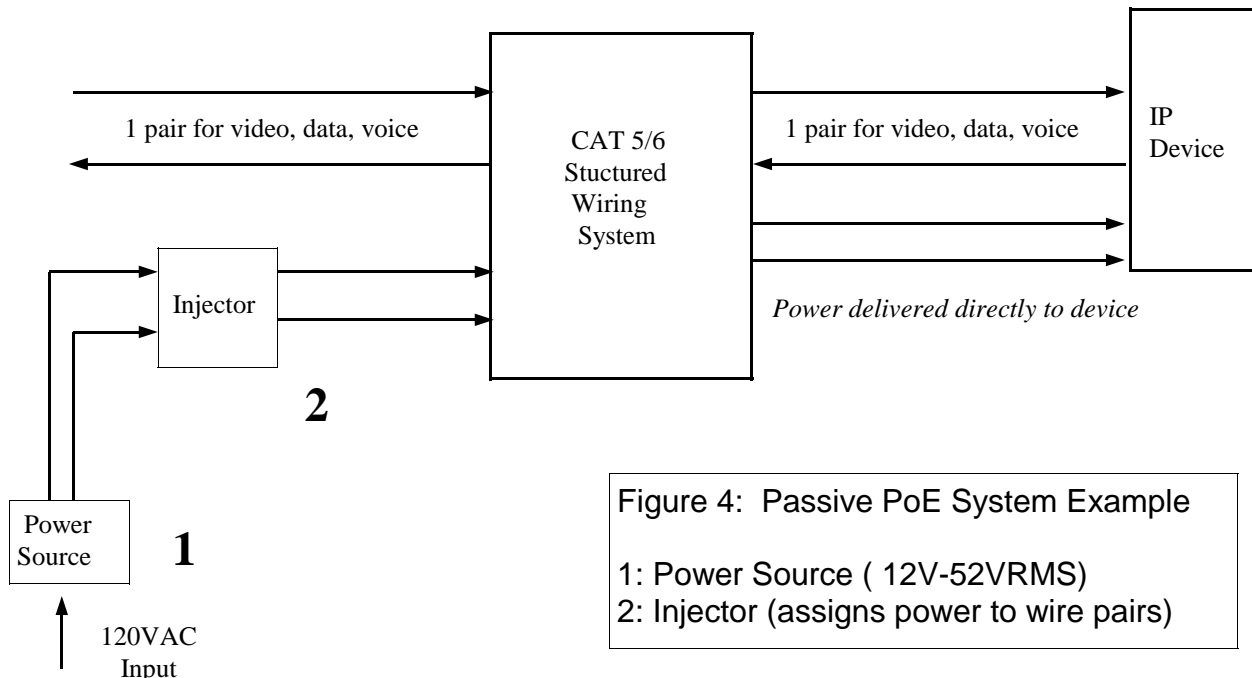 1 pair for video, data, voice
CAT 5/6
Stuctured
Wiring
System
1 pair for video, data, voice
IP
Device
Injector
Power delivered directly to device
2
Power
Source
1
120VAC
Input
Figure 4: Passive PoE System Example
1: Power Source ( 12V-52VRMS)
2: Injector (assigns power to wire pairs)